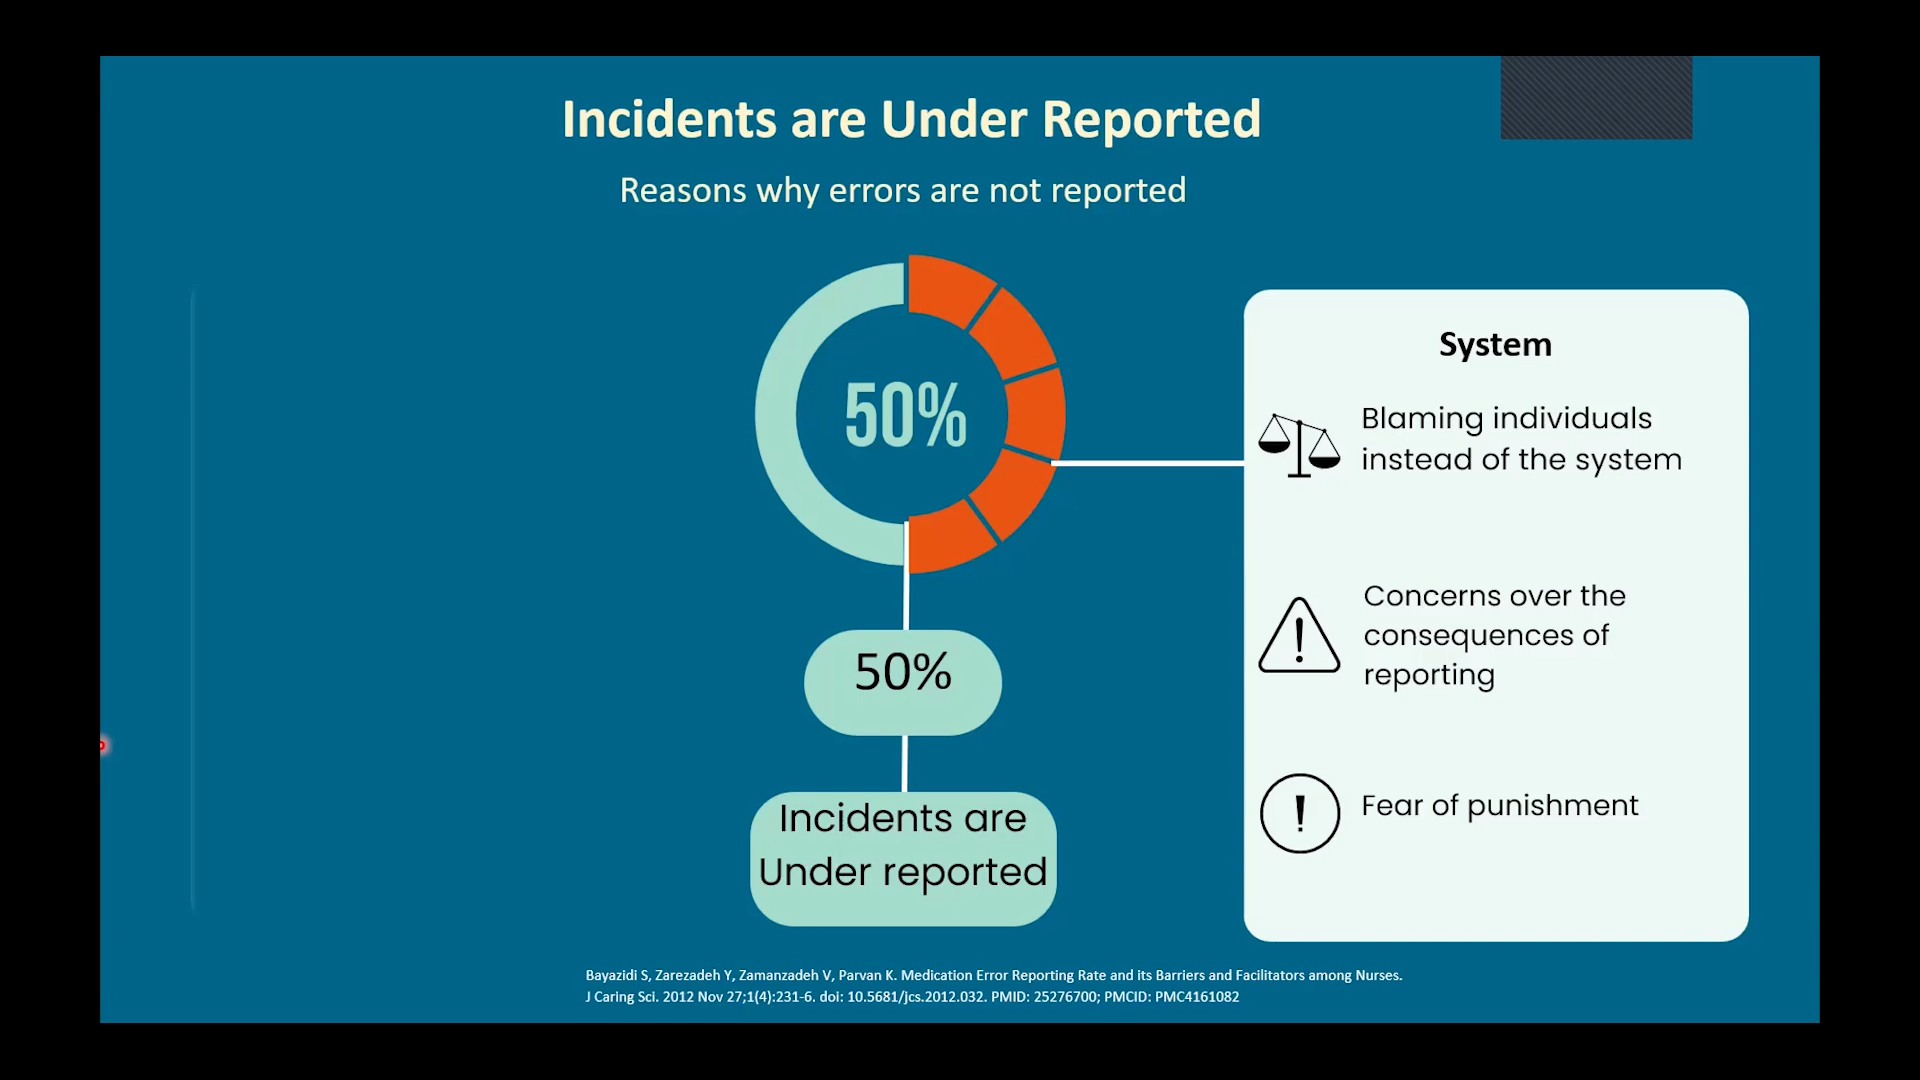 Incidents are Under Reported
Reasons why errors are not reported
50%
50%
Incidents are
Under reported
System
Blaming individuals
instead of the system
Concerns over the
consequences of
reporting
Fear of punishment
Bayazidi S, Zarezadeh Y, Zamanzadeh V, Parvan K. Medication Error Reporting Rate and its Barriers and Facilitators among Nurses.
J Caring Sci. 2012 Nov 27;1(4):231-6. doi: 10.5681/jcs.2012.032. PMID: 25276700; PMCID: PMC4161082